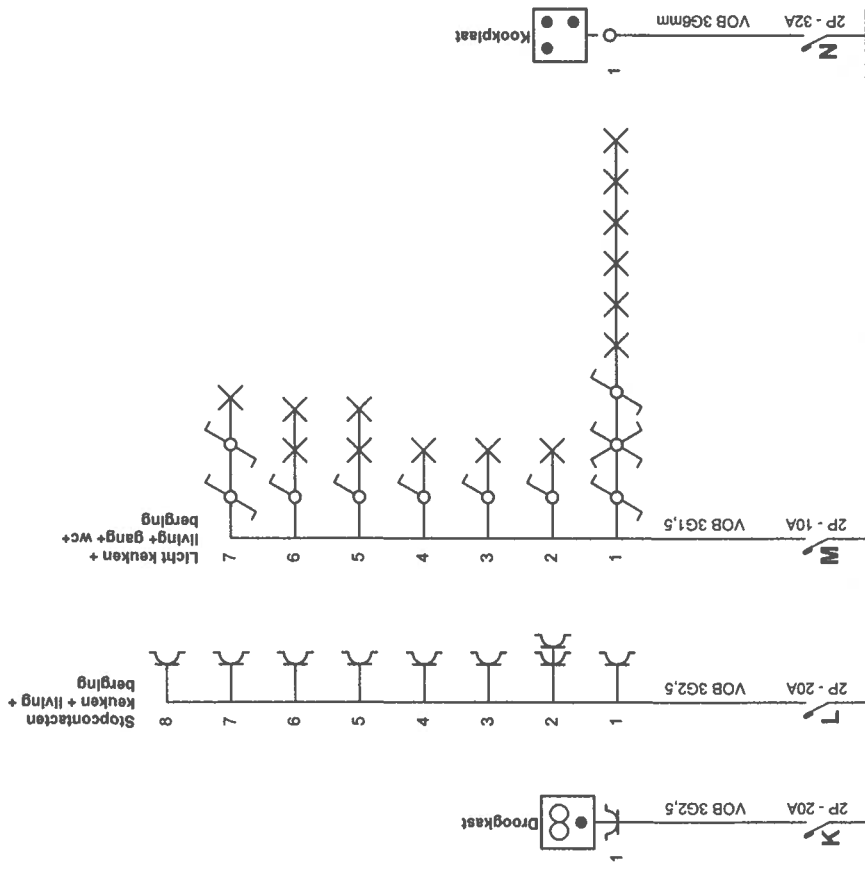 K
2P - 20A
VOB 3G2,5
1
Droogkast
L
2P - 20A
VOB 3G2,5
1 2 3 4 5 6 7 8
Stopcontacten
keuken + living +
berging
M
2P - 10A
VOB 3G1,5
1 2 3 4 5 6 7
Licht keuken +
living+ gang+ wc+
berging
N
2P - 32A
VOB 3G6mm
1
Kookplaat